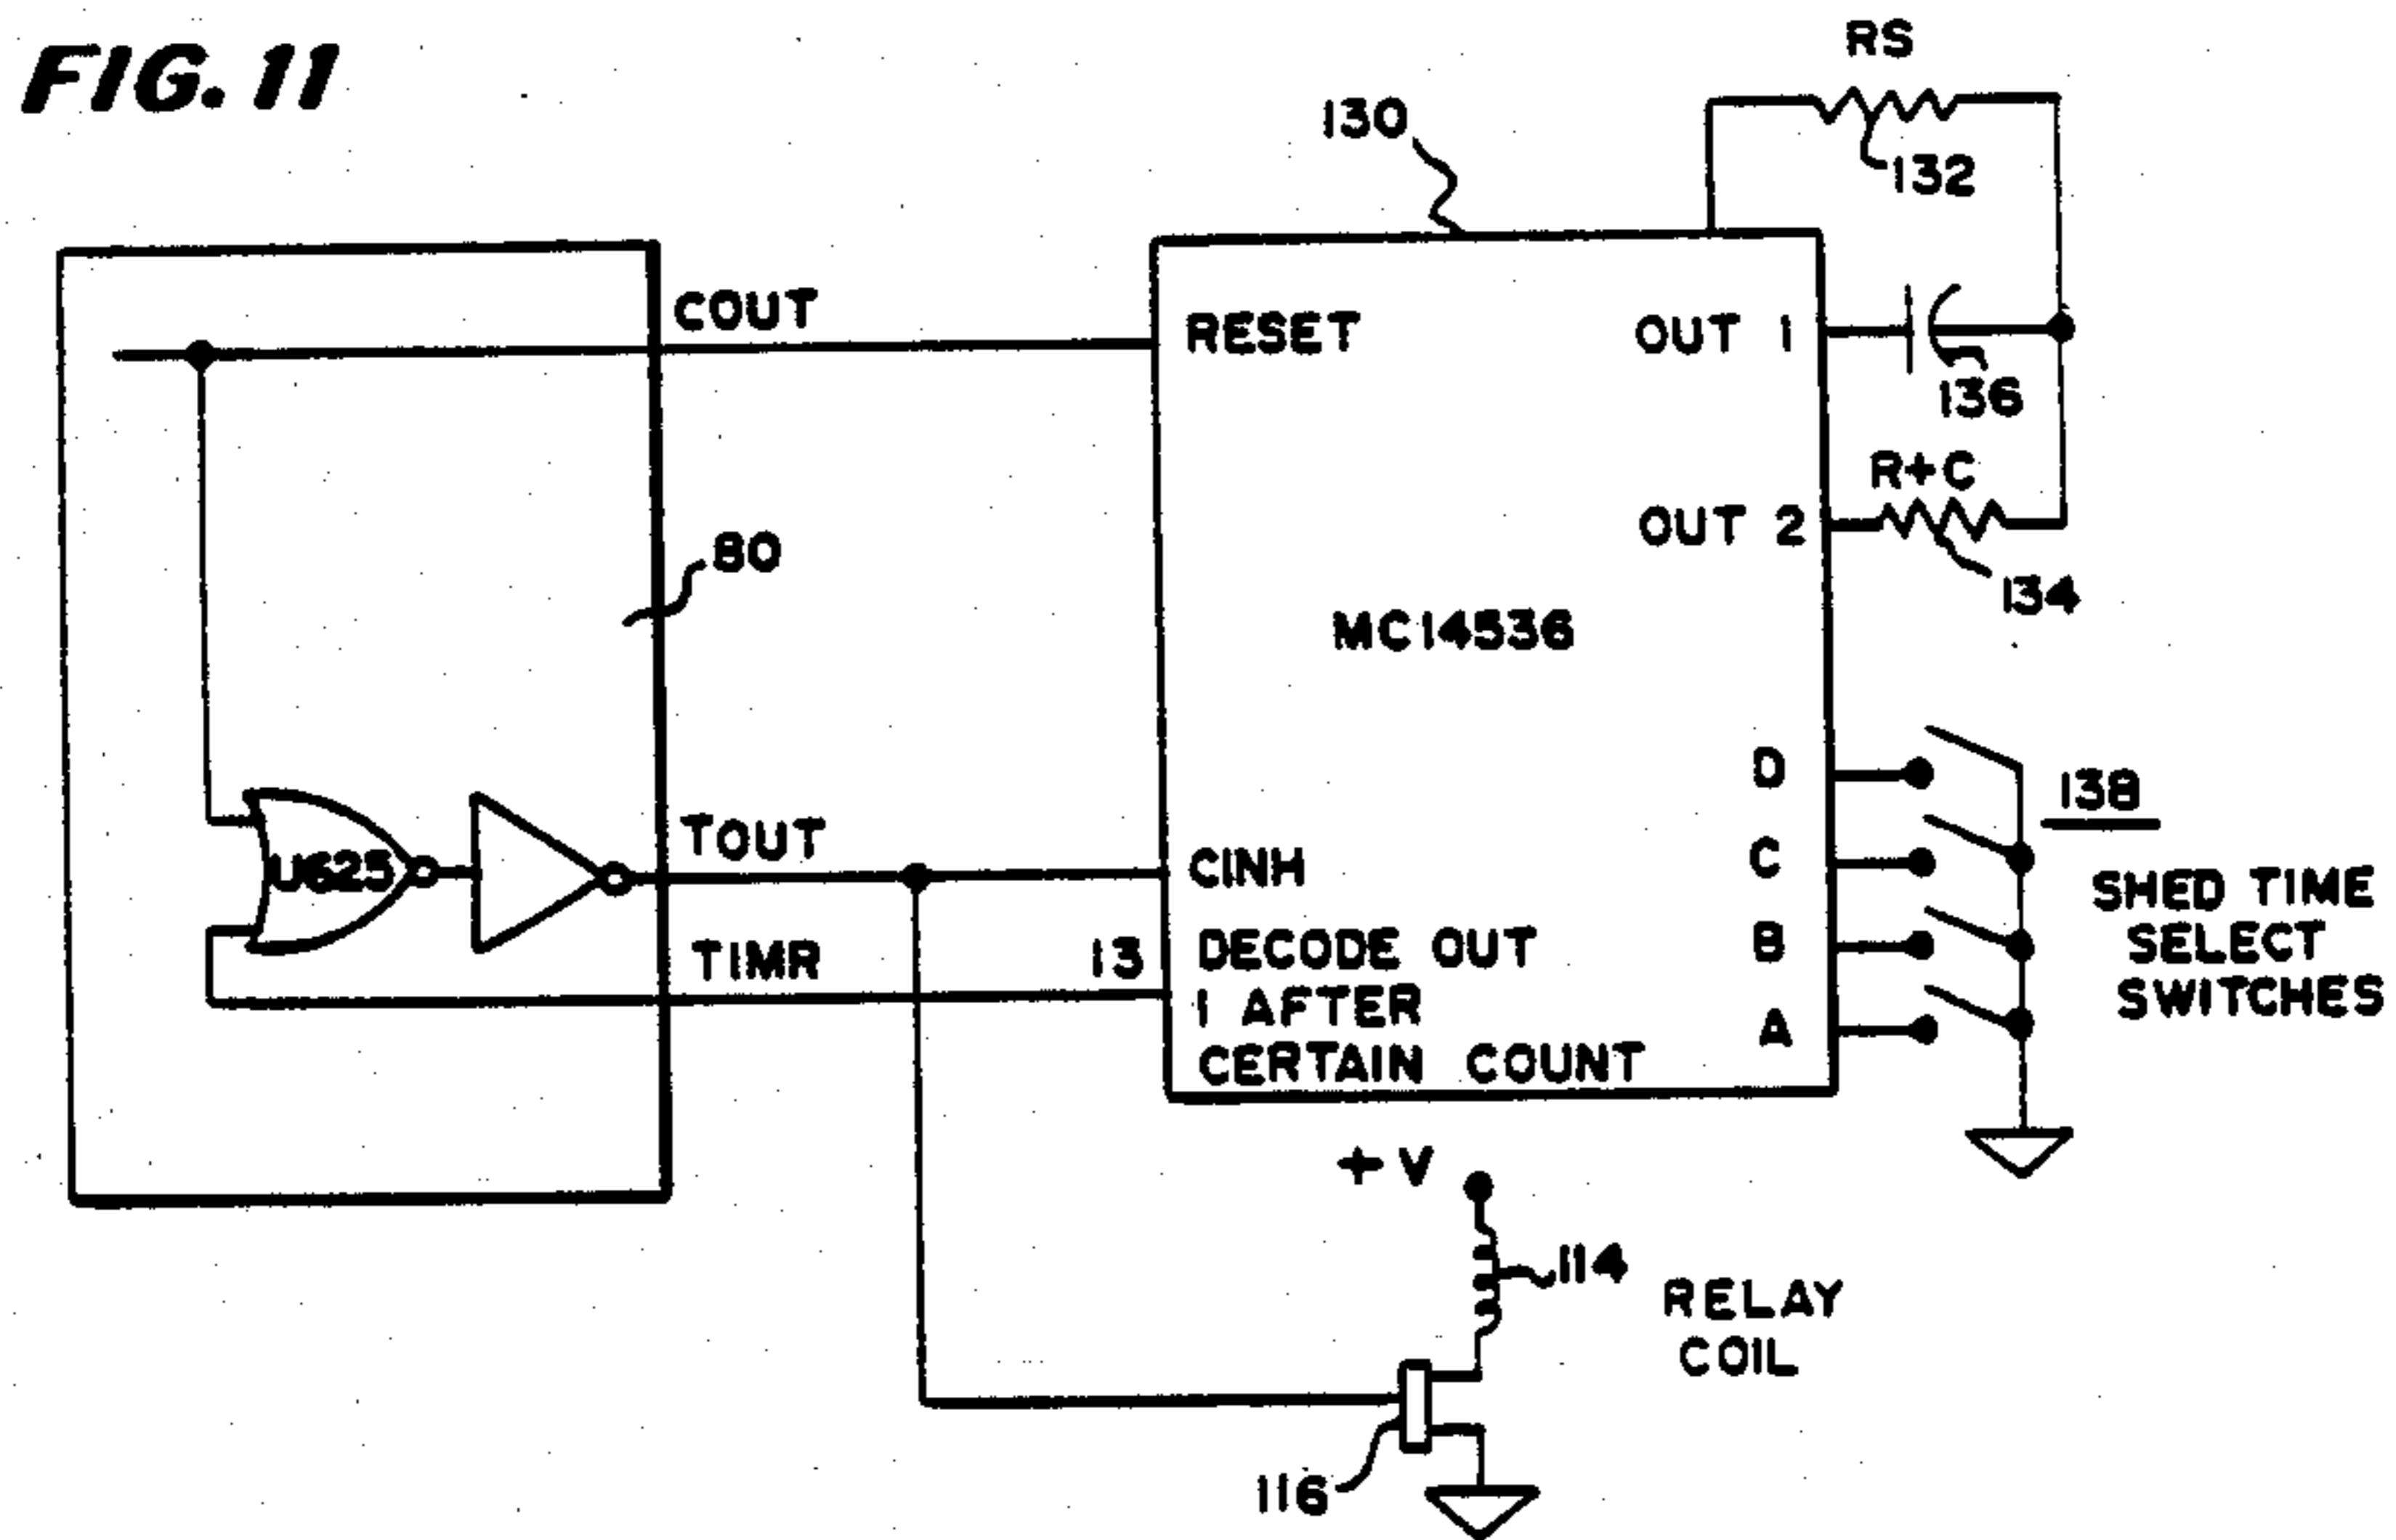 FIG. 11
RS
132
130
COUT
RESET
OUT 1
136
R+C
OUT 2
134
80
MC14536
D
C
B
A
138
SHED TIME
SELECT
SWITCHES
U625
TOUT
CINH
TIMR
13
DECODE OUT
1 AFTER
CERTAIN COUNT
+V
114
RELAY
COIL
116